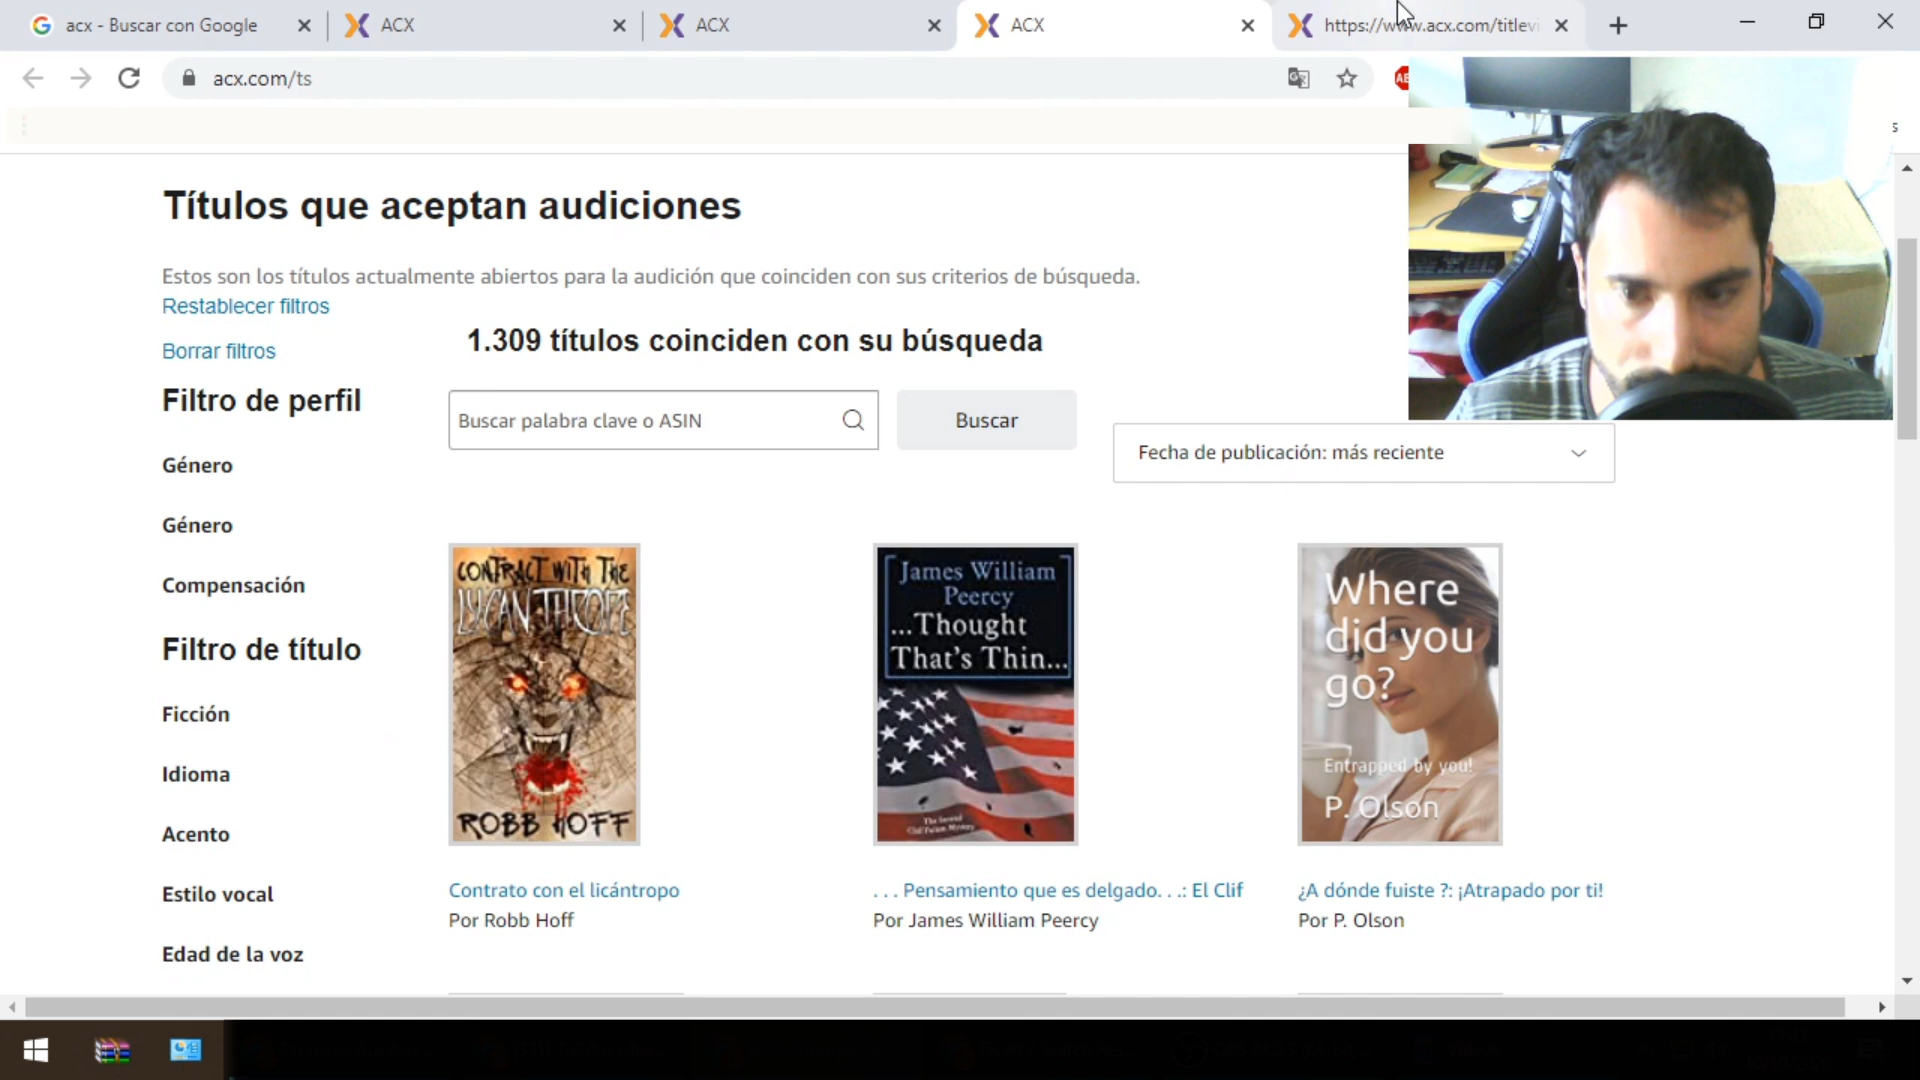 acx - Buscar con Google
ACX
ACX
ACX
https://www.acx.com/titlevi
acx.com/ts
s
Títulos que aceptan audiciones
Estos son los títulos actualmente abiertos para la audición que coinciden con sus criterios de búsqueda.
Restablecer filtros
Borrar filtros
1.309 títulos coinciden con su búsqueda
Filtro de perfil
Buscar palabra clave o ASIN
Buscar
Fecha de publicación: más reciente
Género
Género
Compensación
Filtro de título
Ficción
Idioma
Acento
Estilo vocal
Edad de la voz
CONTRACT WITH THE
LYCANTHROPE
ROBB HOFF
James William
Peercy
...Thought
That's Thin...
The Second
Where
did you
go?
Entrapped by you!
P. Olson
Contrato con el licántropo
Por Robb Hoff
. . . Pensamiento que es delgado. . .: El Clif
Por James William Peercy
¿A dónde fuiste ?: ¡Atrapado por ti!
Por P. Olson